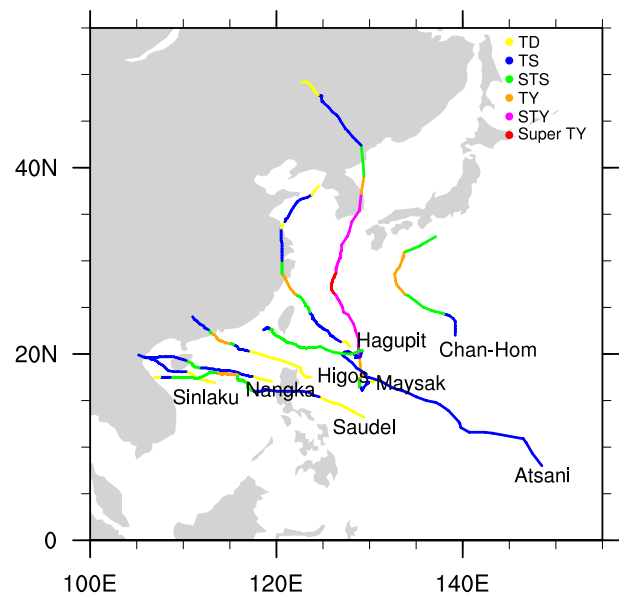 TD
TS
STS
TY
STY
Super TY
40N
Hagupit
Chan-Hom
20N
Higos
Maysak
Nangka
Sinlaku
Saudel
Atsani
0
100E
120E
140E